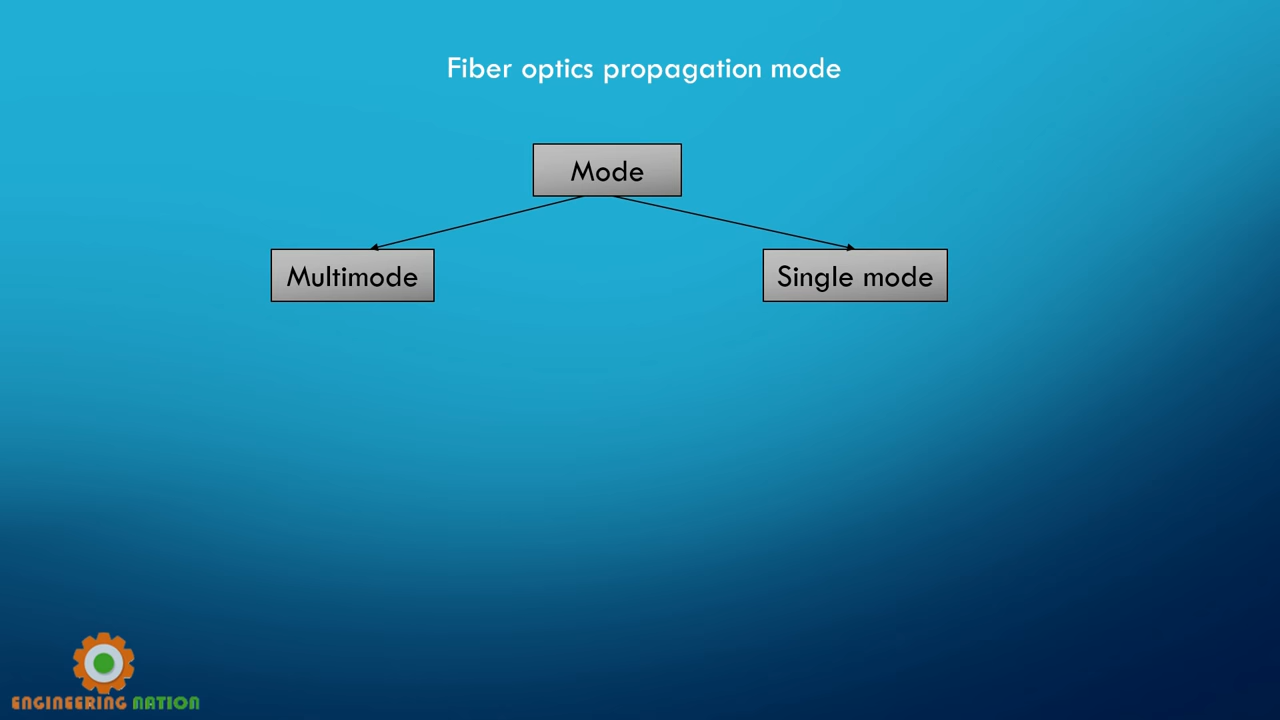 Fiber optics propagation mode
Mode
Multimode
Single mode
ENGINEERING NATION